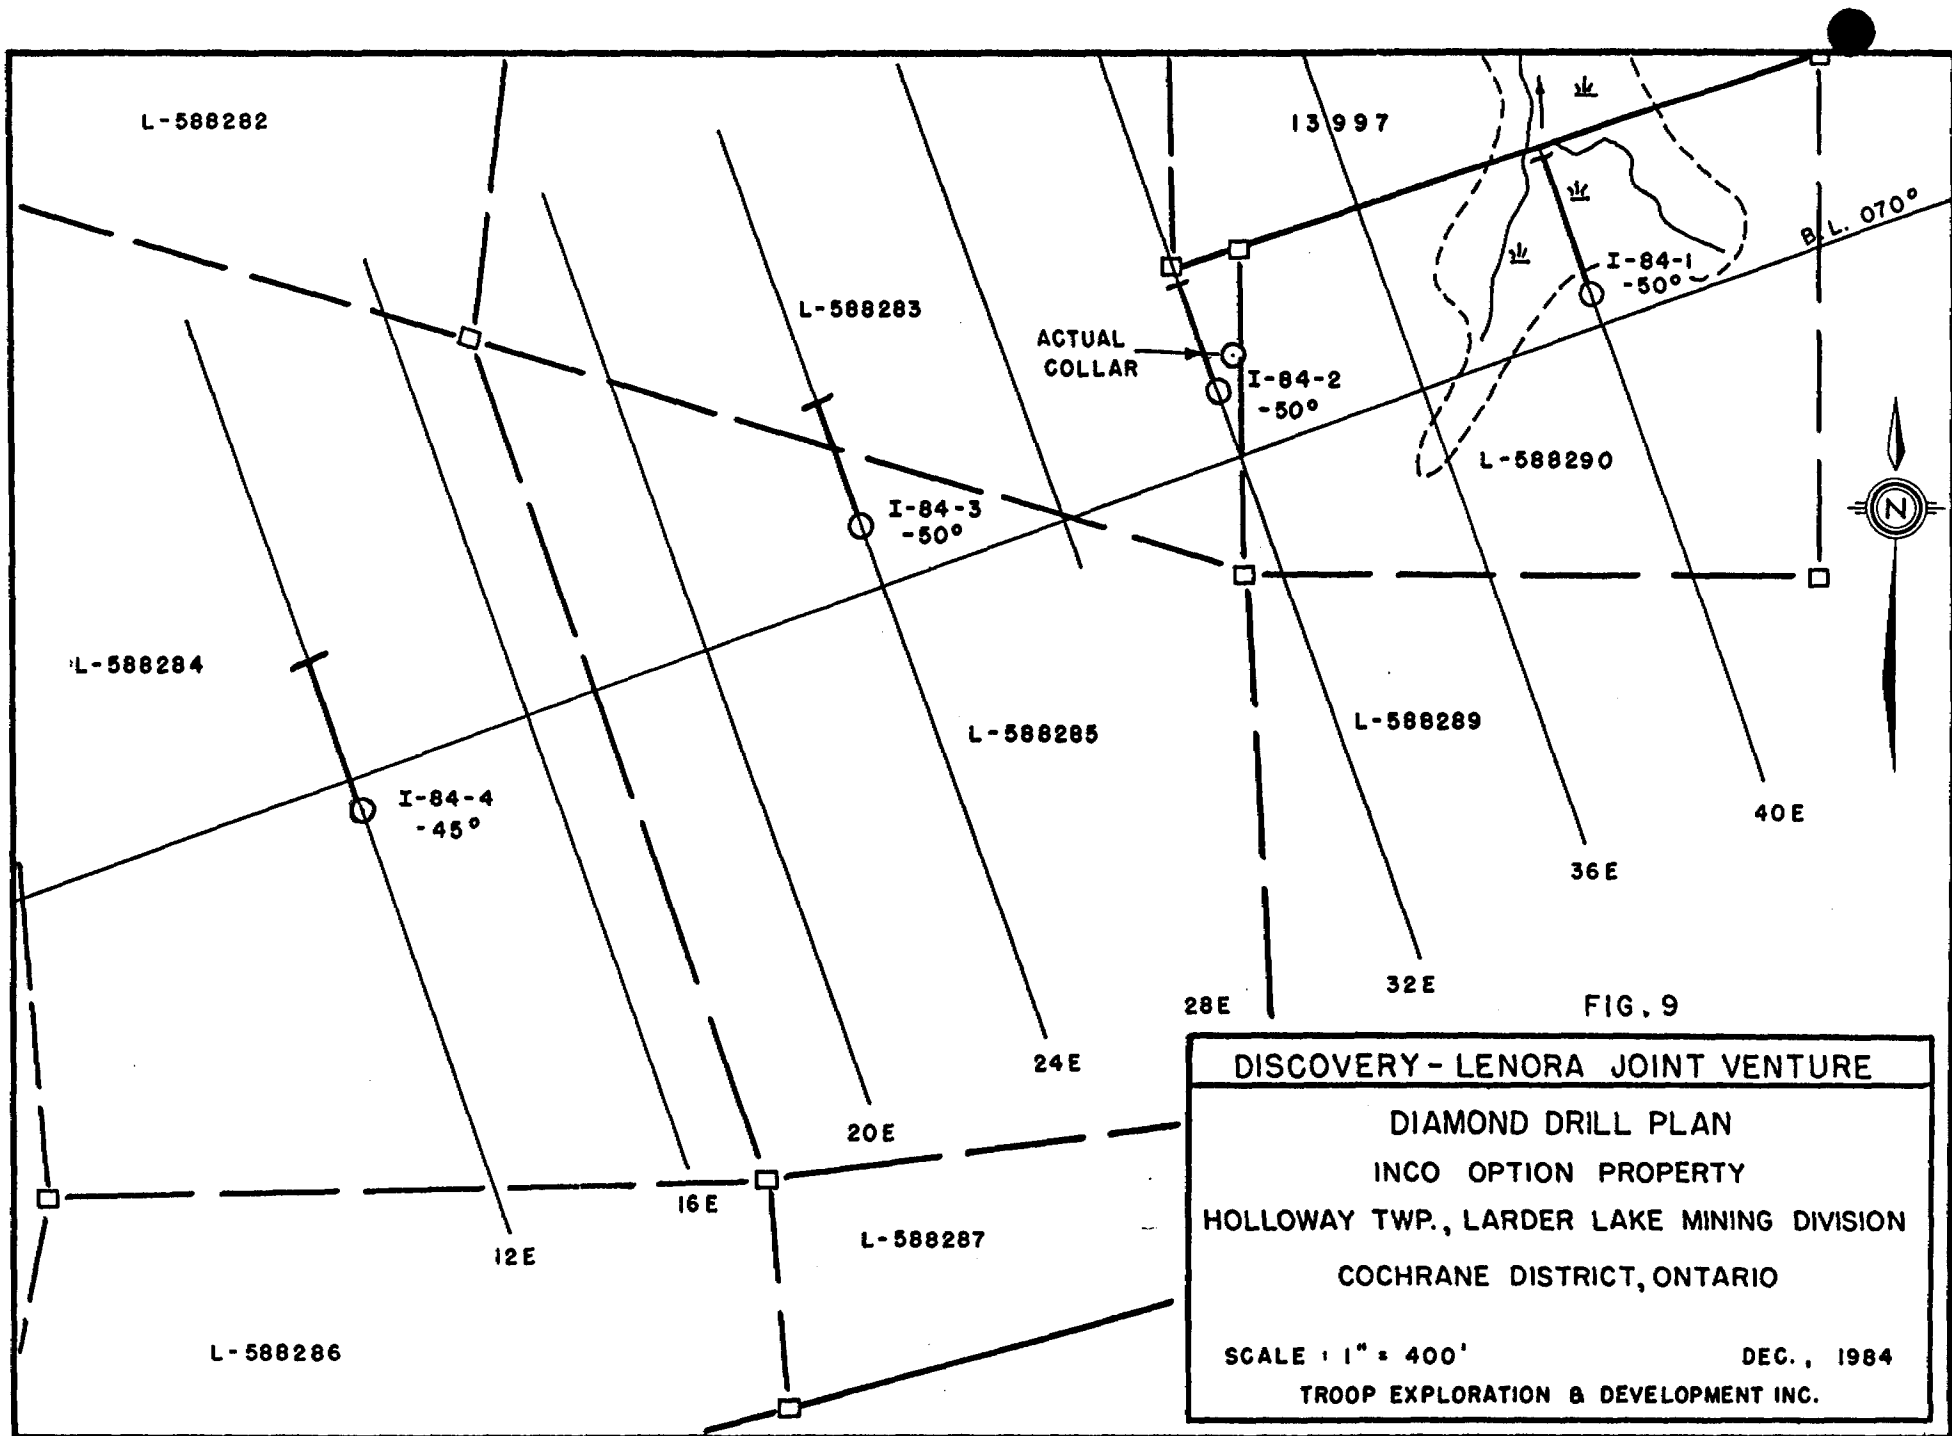 L-588282
13997
B.L. 070°
I-84-1
-50°
L-588283
ACTUAL
COLLAR
I-84-2
-50°
L-588290
I-84-3
-50°
N
L-588284
L-588285
L-588289
I-84-4
-45°
40E
36E
32E
28E
24E
20E
16E
12E
L-588287
L-588286
FIG. 9
DISCOVERY - LENORA JOINT VENTURE
DIAMOND DRILL PLAN
INCO OPTION PROPERTY
HOLLOWAY TWP., LARDER LAKE MINING DIVISION
COCHRANE DISTRICT, ONTARIO
SCALE : 1" = 400'
DEC., 1984
TROOP EXPLORATION & DEVELOPMENT INC.